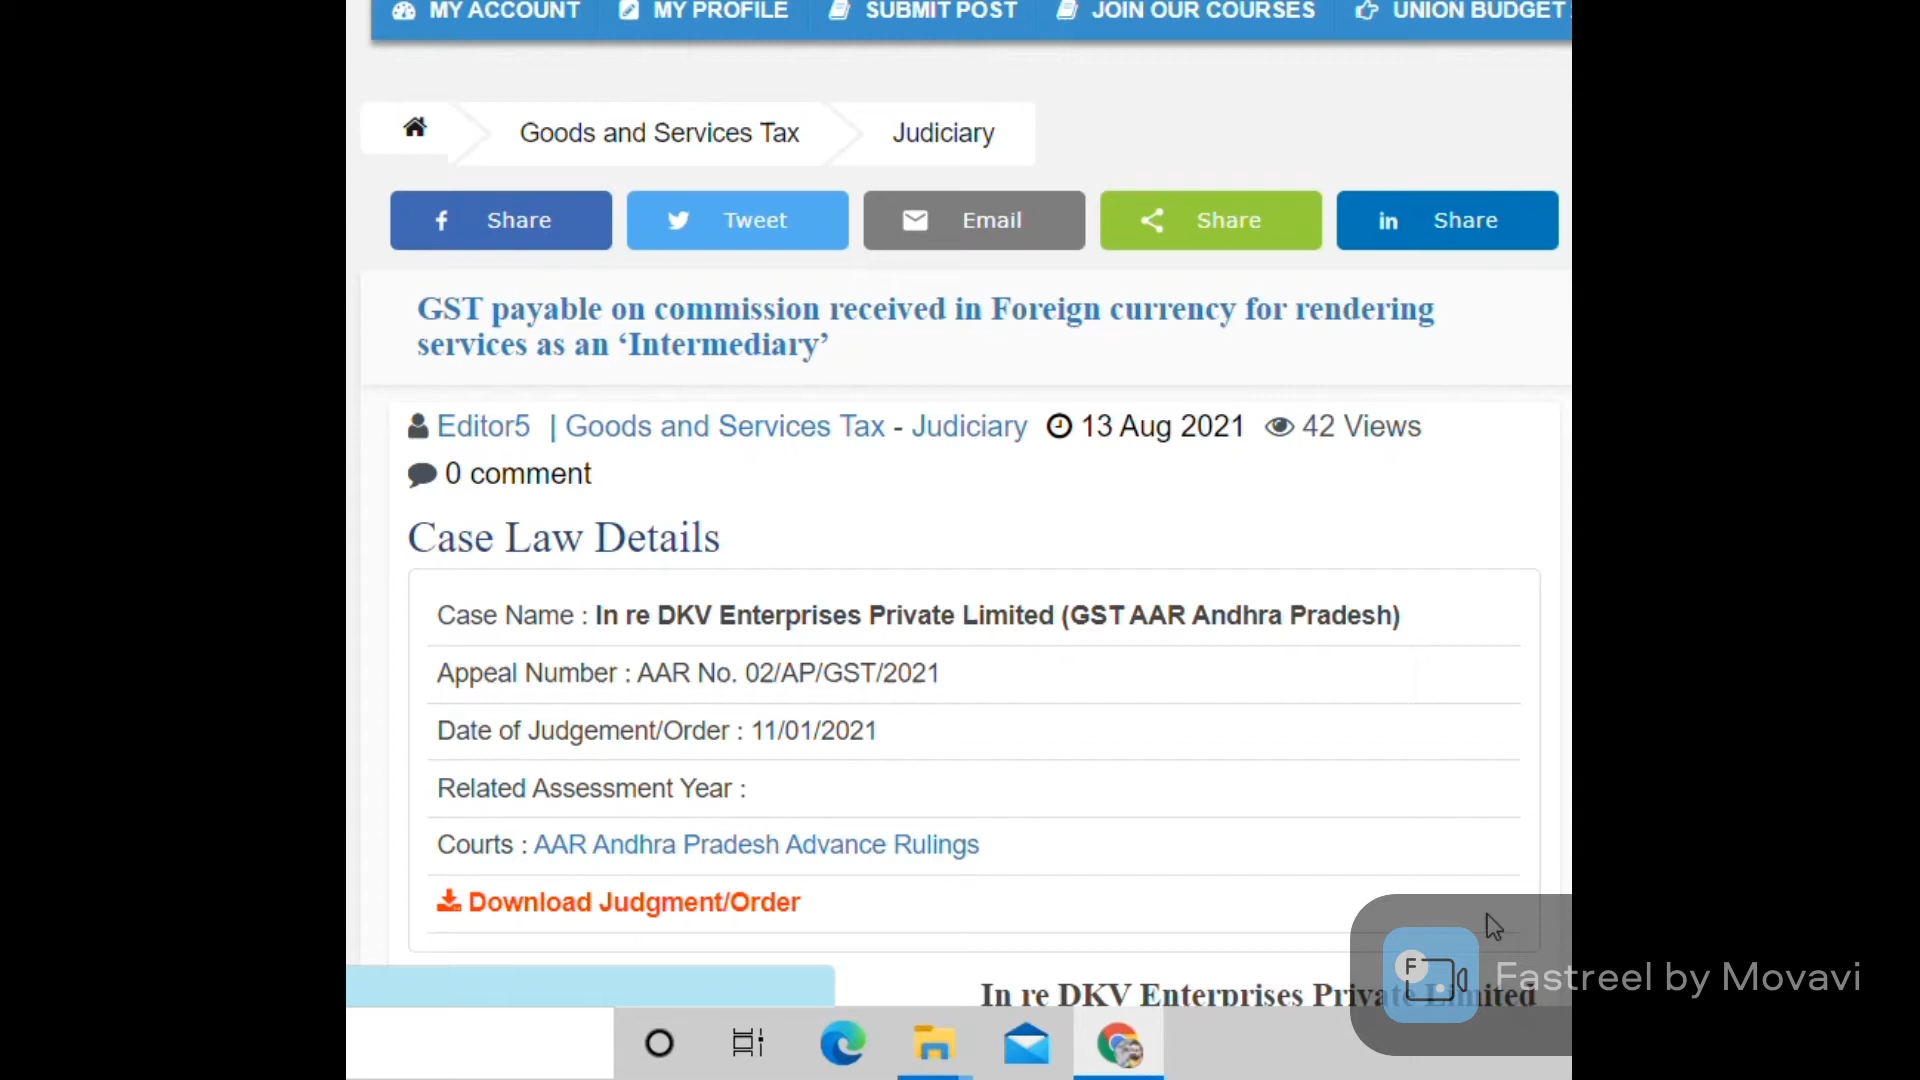 MY ACCOUNT MY PROFILE SUBMIT POST JOIN OUR COURSES UNION BUDGET
Goods and Services Tax Judiciary
Share Tweet Email Share Share
GST payable on commission received in Foreign currency for rendering
services as an ‘Intermediary’
Editor5 | Goods and Services Tax - Judiciary 13 Aug 2021 42 Views
0 comment
Case Law Details
Case Name : In re DKV Enterprises Private Limited (GST AAR Andhra Pradesh)
Appeal Number : AAR No. 02/AP/GST/2021
Date of Judgement/Order : 11/01/2021
Related Assessment Year :
Courts : AAR Andhra Pradesh Advance Rulings
Download Judgment/Order
In re DKV Enterprises Private Limited
Fastreel by Movavi